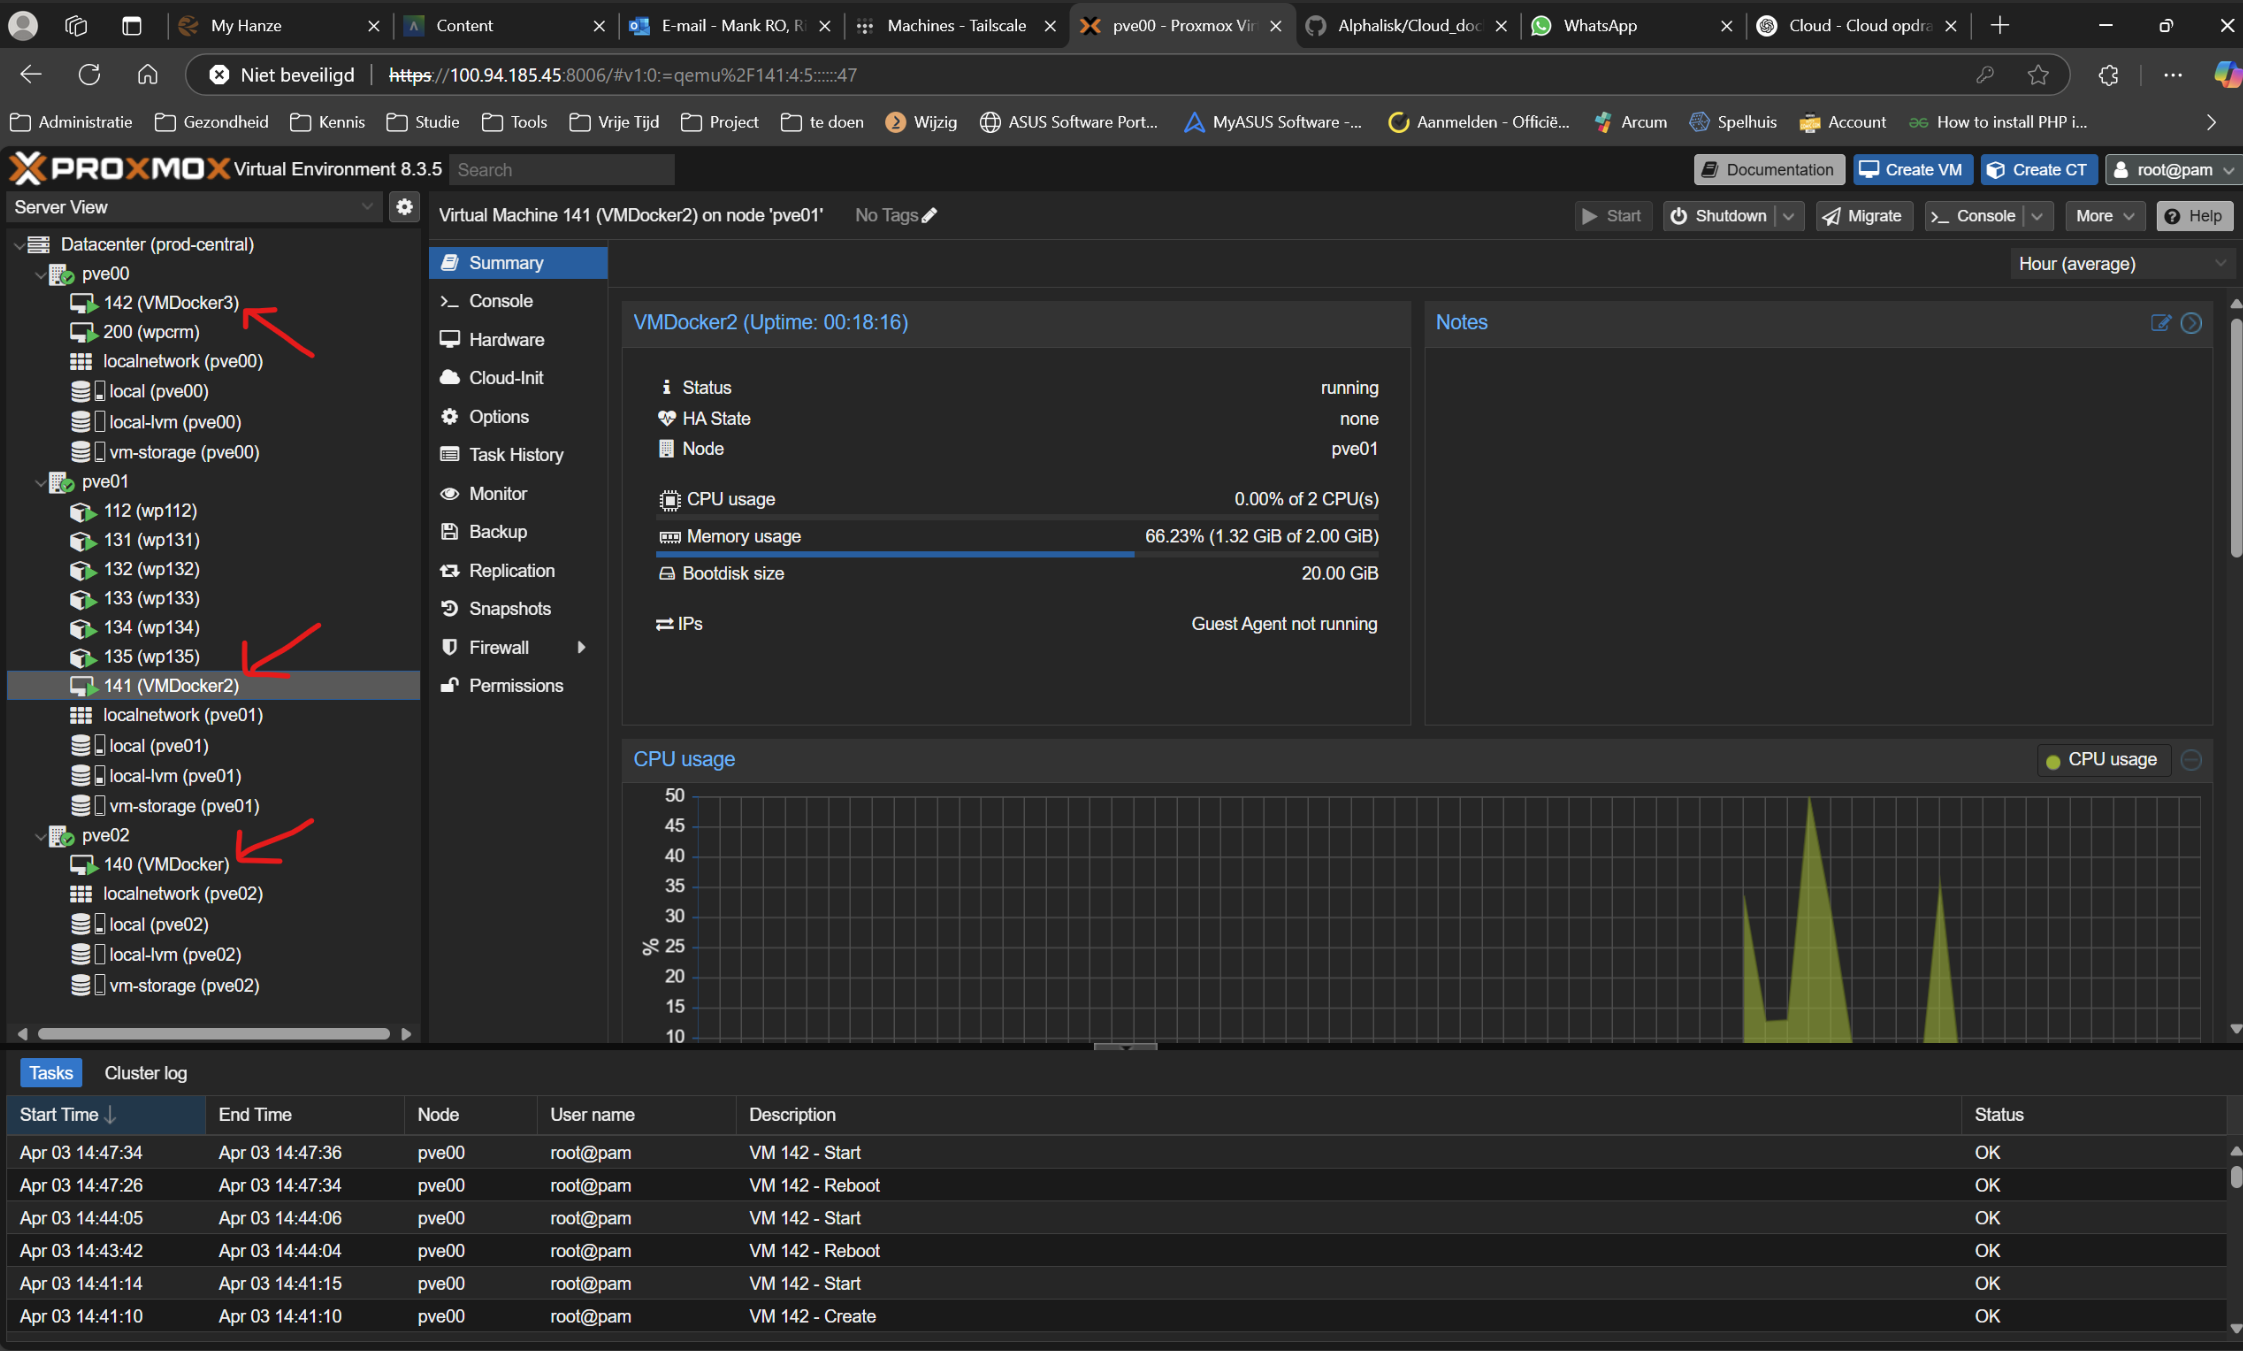 My Hanze
Content
E-mail - Mank RO, Ri
Machines - Tailscale
pve00 - Proxmox Vir
Alphalisk/Cloud_doc
WhatsApp
Cloud - Cloud opdra
Niet beveiligd
https://100.94.185.45:8006/#v1:0:=qemu%2F141:4:5::::::47
Administratie
Gezondheid
Kennis
Studie
Tools
Vrije Tijd
Project
te doen
Wijzig
ASUS Software Port...
MyASUS Software -...
Aanmelden - Officië...
Arcum
Spelhuis
Account
How to install PHP i...
PROXMOX Virtual Environment 8.3.5
Search
Documentation
Create VM
Create CT
root@pam
Server View
Virtual Machine 141 (VMDocker2) on node 'pve01'
No Tags
Start
Shutdown
Migrate
Console
More
Help
Datacenter (prod-central)
pve00
142 (VMDocker3)
200 (wpcrm)
localnetwork (pve00)
local (pve00)
local-lvm (pve00)
vm-storage (pve00)
pve01
112 (wp112)
131 (wp131)
132 (wp132)
133 (wp133)
134 (wp134)
135 (wp135)
141 (VMDocker2)
localnetwork (pve01)
local (pve01)
local-lvm (pve01)
vm-storage (pve01)
pve02
140 (VMDocker)
localnetwork (pve02)
local (pve02)
local-lvm (pve02)
vm-storage (pve02)
Summary
Console
Hardware
Cloud-Init
Options
Task History
Monitor
Backup
Replication
Snapshots
Firewall
Permissions
Hour (average)
VMDocker2 (Uptime: 00:18:16)
Status running
HA State none
Node pve01
CPU usage 0.00% of 2 CPU(s)
Memory usage 66.23% (1.32 GiB of 2.00 GiB)
Bootdisk size 20.00 GiB
IPs Guest Agent not running
Notes
CPU usage
CPU usage
50
45
40
35
30
25
20
15
10
%
Tasks
Cluster log
Start Time End Time Node User name Description Status
Apr 03 14:47:34 Apr 03 14:47:36 pve00 root@pam VM 142 - Start OK
Apr 03 14:47:26 Apr 03 14:47:34 pve00 root@pam VM 142 - Reboot OK
Apr 03 14:44:05 Apr 03 14:44:06 pve00 root@pam VM 142 - Start OK
Apr 03 14:43:42 Apr 03 14:44:04 pve00 root@pam VM 142 - Reboot OK
Apr 03 14:41:14 Apr 03 14:41:15 pve00 root@pam VM 142 - Start OK
Apr 03 14:41:10 Apr 03 14:41:10 pve00 root@pam VM 142 - Create OK